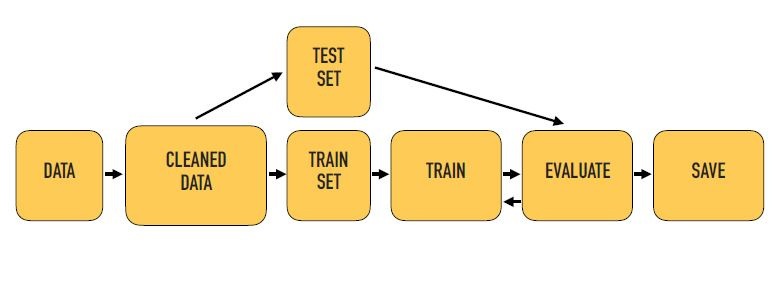 TEST
SET
DATA
CLEANED
DATA
TRAIN
SET
TRAIN
EVALUATE
SAVE